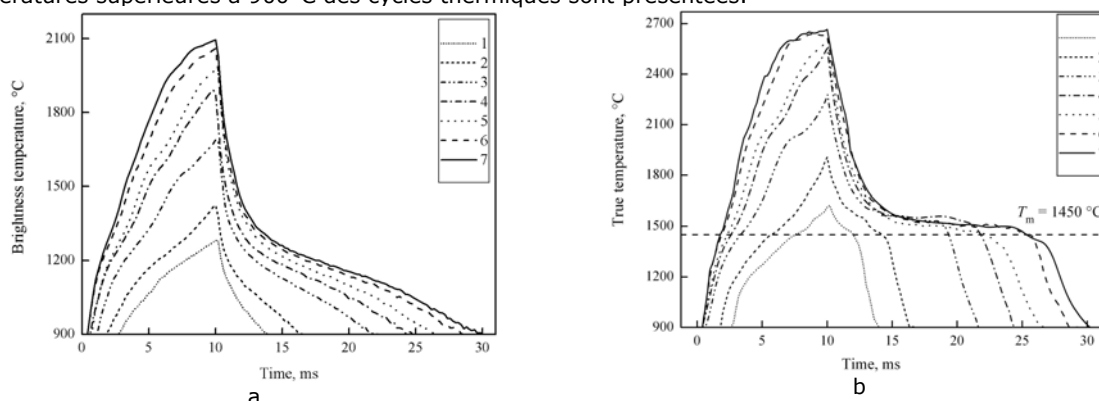 pératures supérieures à 900°C des cycles thermiques sont présentées.
2100
1800
1500
1200
900
Brightness temperature, °C
0 5 10 15 20 25 30
Time, ms
1
2
3
4
5
6
7
a
2700
2400
2100
1800
1500
1200
900
True temperature, °C
T_m = 1450 °C
0 5 10 15 20 25 30
Time, ms
b